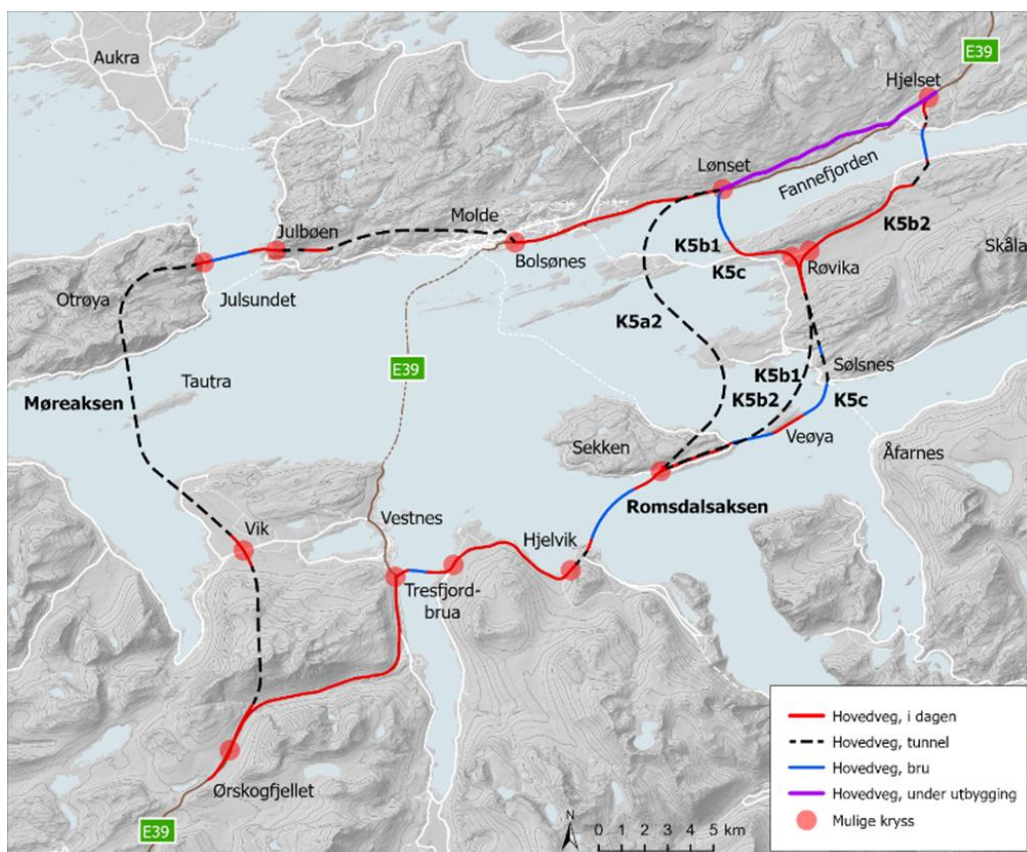 Aukra
E39
Hjelset
Lønset
Fannefjorden
Molde
Julbøen
K5b2
K5b1
Skåla
Bolsønes
K5c
Røvika
Otrøya
Julsundet
K5a2
E39
Sølsnes
Tautra
K5b1
Møreaksen
K5b2
K5c
Veøya
Sekken
Åfarnes
Romsdalsaksen
Vestnes
Vik
Hjelvik
Tresfjord-
brua
Hovedveg, i dagen
Hovedveg, tunnel
Hovedveg, bru
Hovedveg, under utbygging
Mulige kryss
Ørskogfjellet
N
0 1 2 3 4 5 km
E39